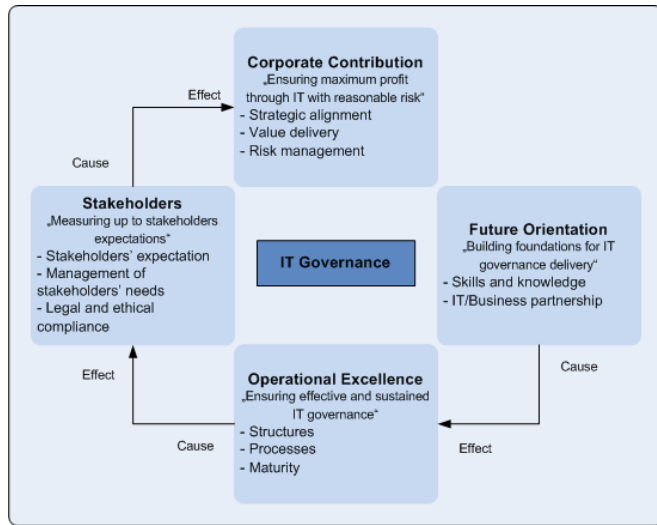 Corporate Contribution
„Ensuring maximum profit
through IT with reasonable risk“
- Strategic alignment
- Value delivery
- Risk management
Effect
Cause
Stakeholders
„Measuring up to stakeholders
expectations“
- Stakeholders’ expectation
- Management of
stakeholders’ needs
- Legal and ethical
compliance
IT Governance
Future Orientation
„Building foundations for IT
governance delivery“
- Skills and knowledge
- IT/Business partnership
Effect
Cause
Operational Excellence
„Ensuring effective and sustained
IT governance“
- Structures
- Processes
- Maturity
Cause
Effect